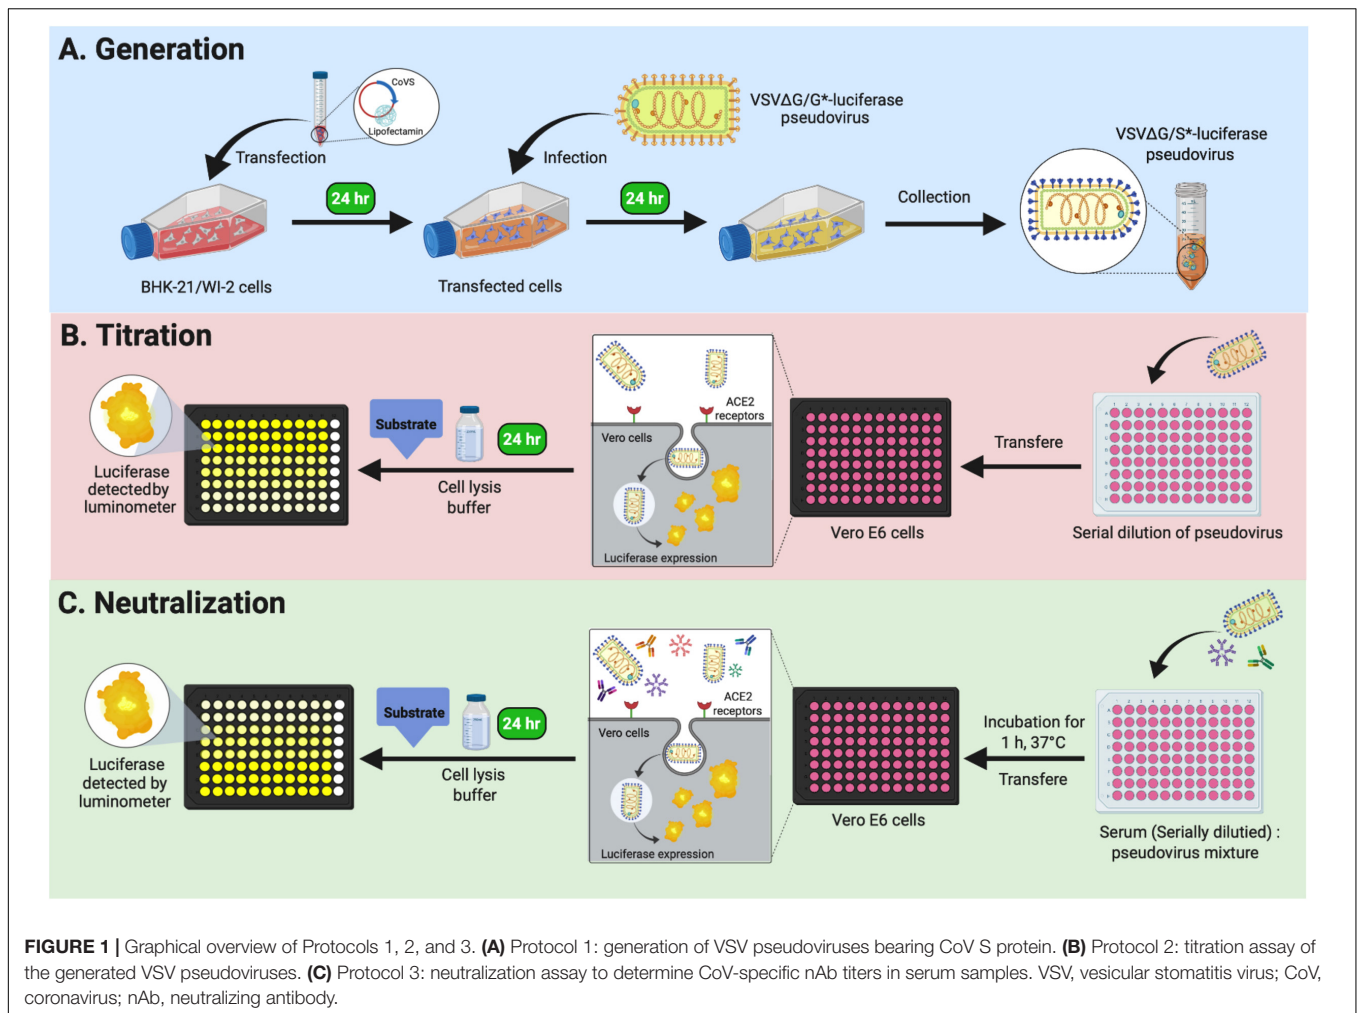 A. Generation
CoVS
Lipofectamin
Transfection
VSVΔG/G*-luciferase
pseudovirus
Infection
24 hr
24 hr
Collection
VSVΔG/S*-luciferase
pseudovirus
BHK-21/WI-2 cells
Transfected cells
B. Titration
Luciferase
detected by
luminometer
Substrate
24 hr
Cell lysis
buffer
ACE2
receptors
Vero cells
Luciferase expression
Vero E6 cells
Transfere
Serial dilution of pseudovirus
C. Neutralization
Luciferase
detected by
luminometer
Substrate
24 hr
Cell lysis
buffer
ACE2
receptors
Vero cells
Luciferase expression
Vero E6 cells
Incubation for
1 h, 37°C
Transfere
Serum (Serially dilutied) :
pseudovirus mixture
FIGURE 1 | Graphical overview of Protocols 1, 2, and 3. (A) Protocol 1: generation of VSV pseudoviruses bearing CoV S protein. (B) Protocol 2: titration assay of
the generated VSV pseudoviruses. (C) Protocol 3: neutralization assay to determine CoV-specific nAb titers in serum samples. VSV, vesicular stomatitis virus; CoV,
coronavirus; nAb, neutralizing antibody.